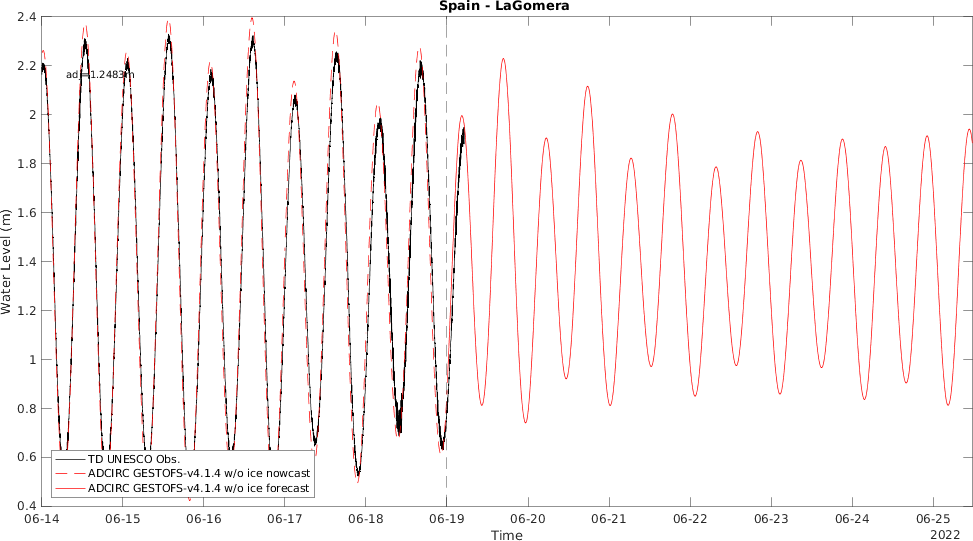 Spain - LaGomera
2.4
2.2
2
1.8
1.6
1.4
1.2
1
0.8
0.6
0.4
Water Level (m)
adj=1.2483m
TD UNESCO Obs.
ADCIRC GESTOFS-v4.1.4 w/o ice nowcast
ADCIRC GESTOFS-v4.1.4 w/o ice forecast
06-14 06-15 06-16 06-17 06-18 06-19 06-20 06-21 06-22 06-23 06-24 06-25
2022
Time